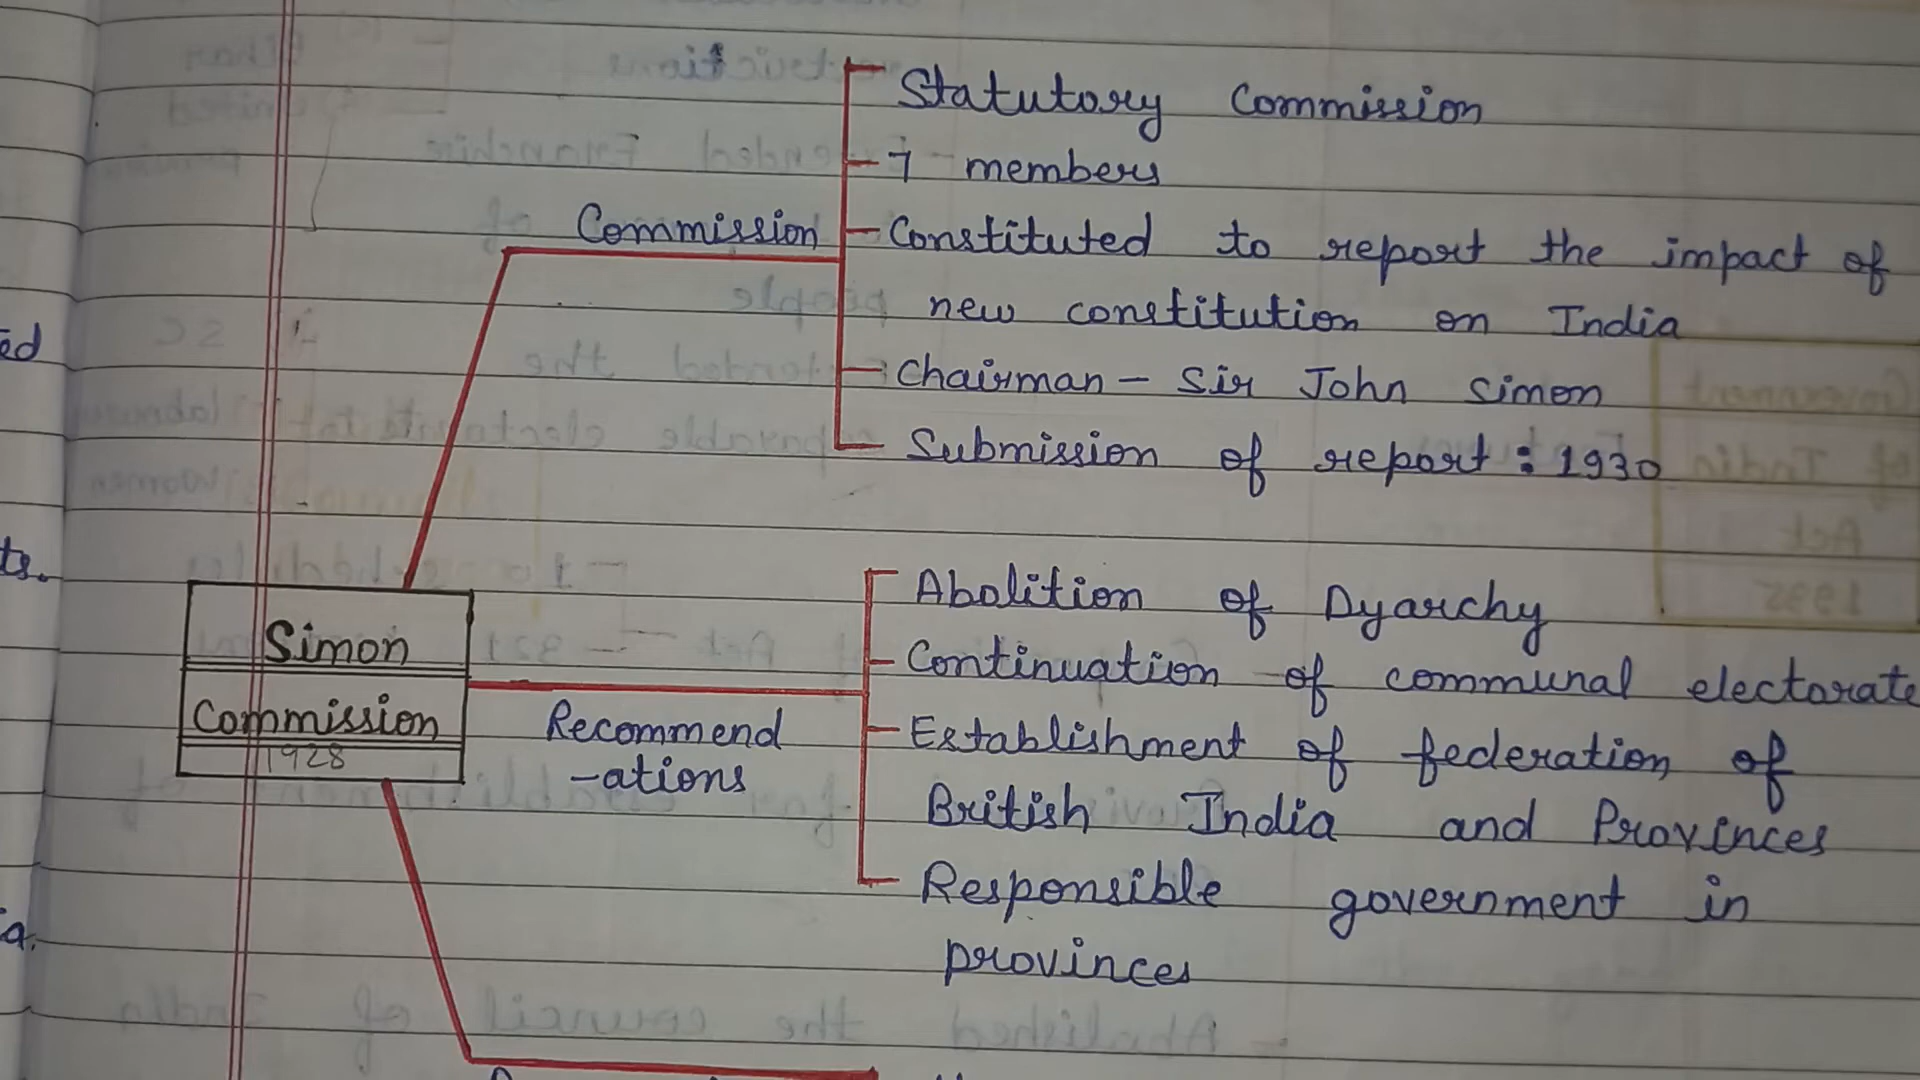 Statutory Commission
- 7 members
Commission
- Constituted to report the impact of
new constitution on India
- Chairman - Sir John Simon
Submission of report : 1930
Simon
Commission
1928
Recommend
-ations
Abolition of Dyarchy
- Continuation of communal electorate
- Establishment of federation of
British India and Provinces
- Responsible government in
provinces
ed
ts.
a.